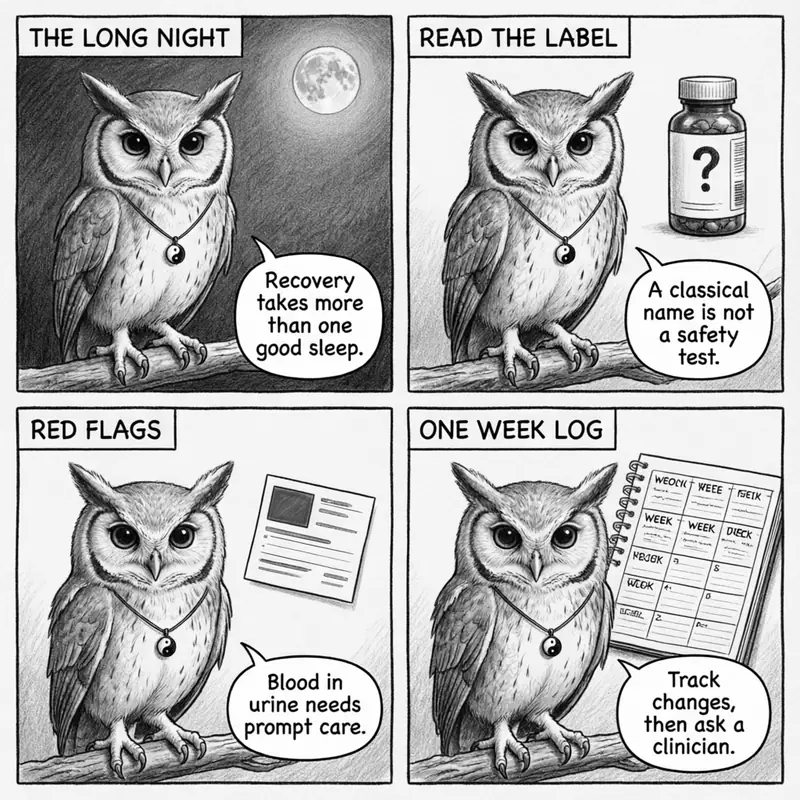 THE LONG NIGHT
Recovery
takes more
than one
good sleep.
READ THE LABEL
?
A classical
name is not
a safety
test.
RED FLAGS
Blood in
urine needs
prompt care.
ONE WEEK LOG
WEEK WEEK
Track
changes,
then ask a
clinician.